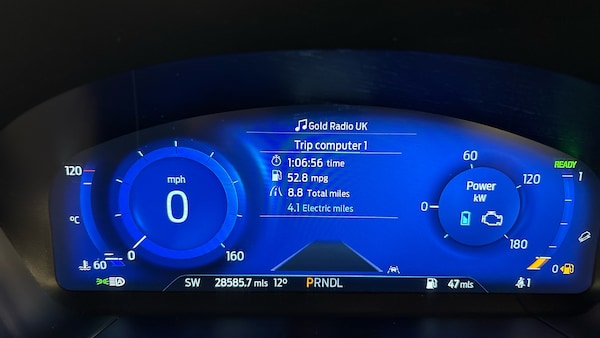 Gold Radio UK
Trip computer 1
1:06:56 time
52.8 mpg
8.8 Total miles
4.1 Electric miles
120
°C
60
mph
0
0
160
60
120
0
180
Power
kW
READY
1
0
A
SW 28585.7 mls 12° PRNDL 47 mls 1